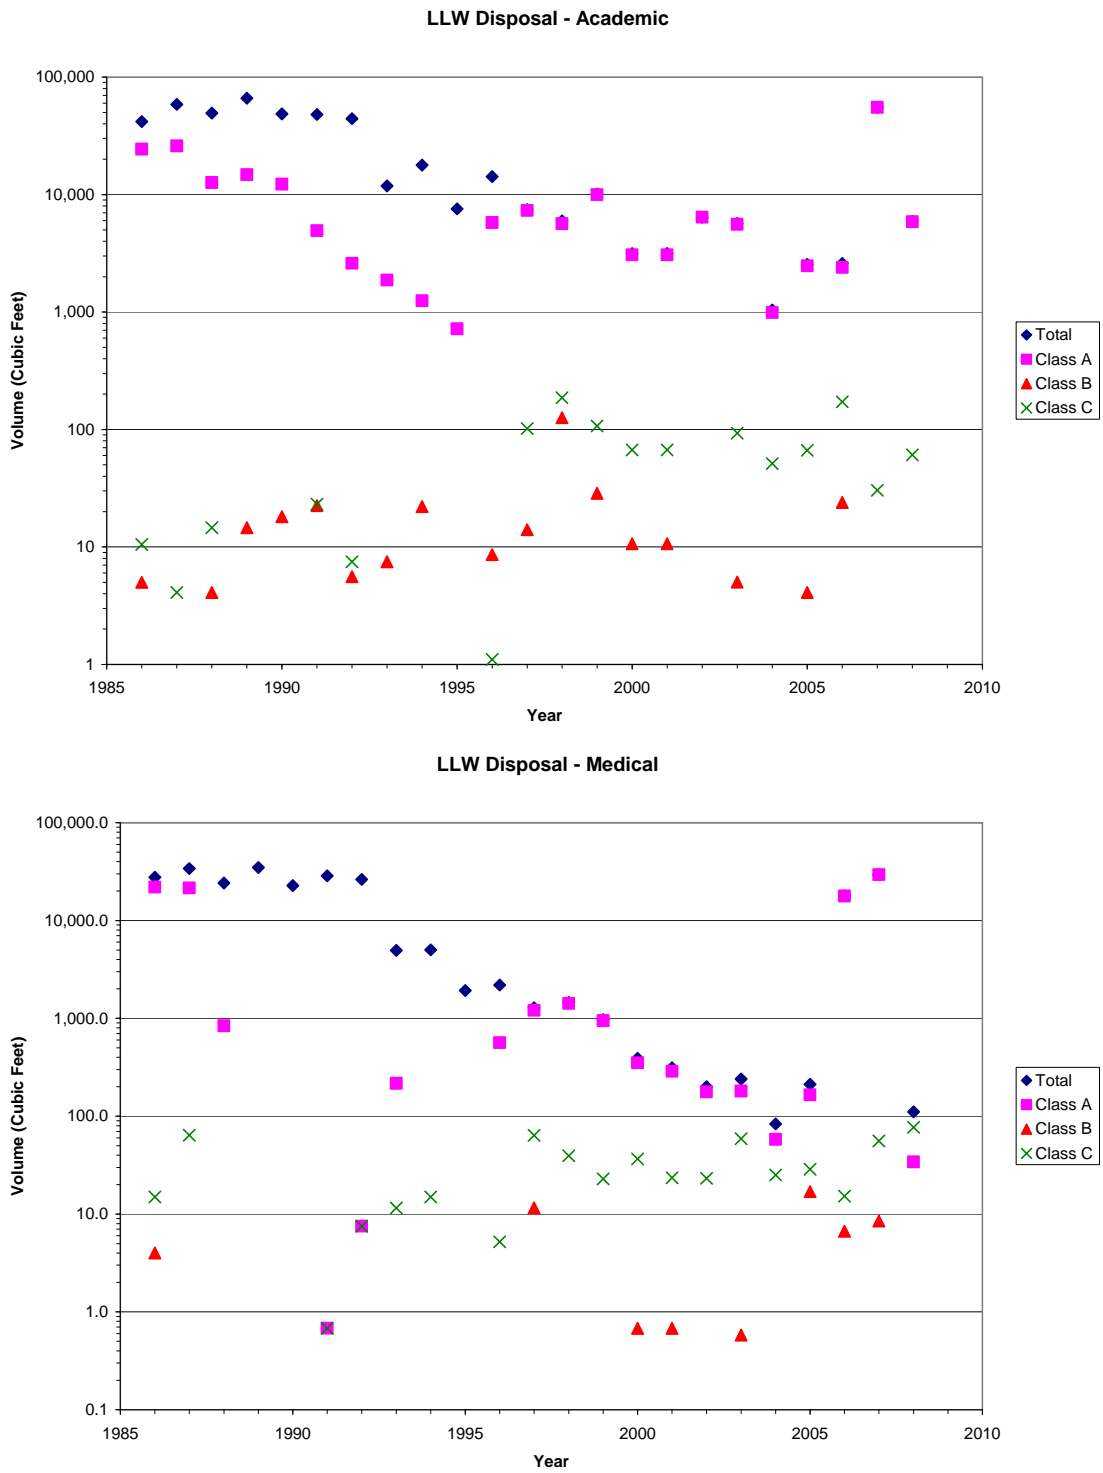 LLW Disposal - Academic
100,000
10,000
1,000
100
10
1
Volume (Cubic Feet)
1985 1990 1995 2000 2005 2010
Year
Total
Class A
Class B
Class C
LLW Disposal - Medical
100,000.0
10,000.0
1,000.0
100.0
10.0
1.0
0.1
Volume (Cubic Feet)
1985 1990 1995 2000 2005 2010
Year
Total
Class A
Class B
Class C